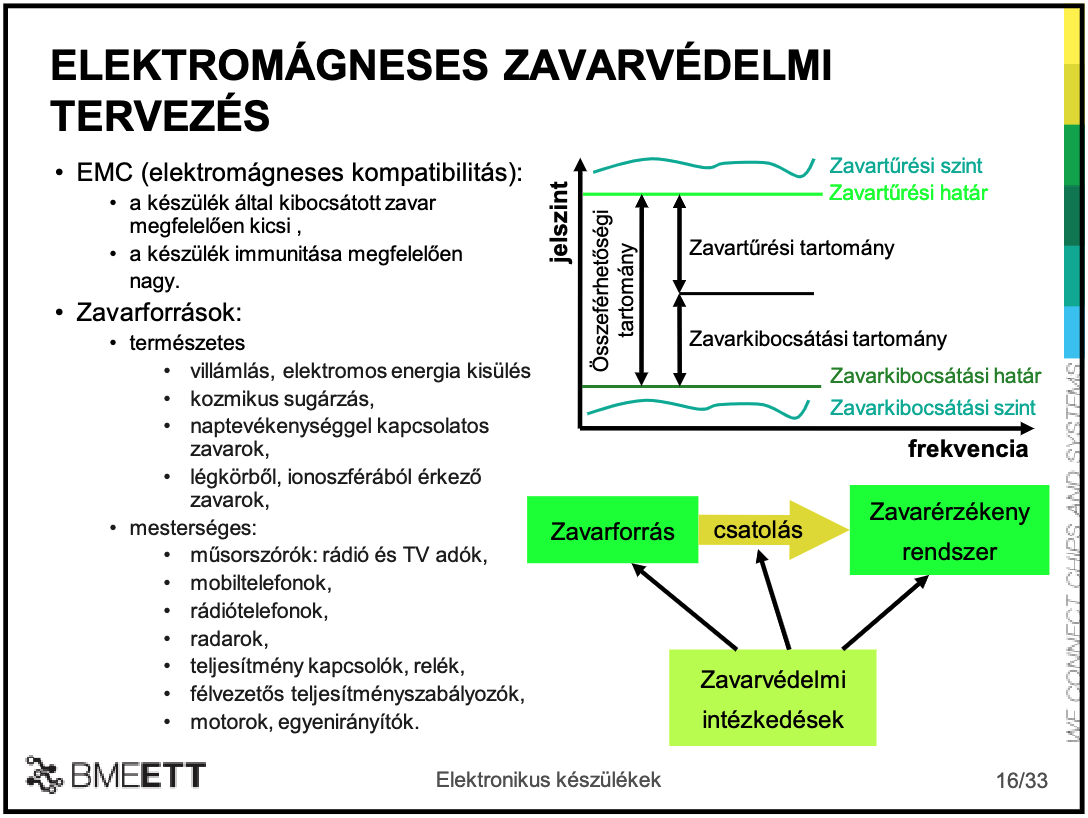 ELEKTROMÁGNESES ZAVARVÉDELMI
TERVEZÉS
• EMC (elektromágneses kompatibilitás):
• a készülék által kibocsátott zavar
megfelelően kicsi ,
• a készülék immunitása megfelelően
nagy.
• Zavarforrások:
• természetes
• villámlás, elektromos energia kisülés
• kozmikus sugárzás,
• naptevékenységgel kapcsolatos
zavarok,
• légkörből, ionoszférából érkező
zavarok,
• mesterséges:
• műsorszórók: rádió és TV adók,
• mobiltelefonok,
• rádiótelefonok,
• radarok,
• teljesítmény kapcsolók, relék,
• félvezetős teljesítményszabályozók,
• motorok, egyenirányítók.
jelszint
Összeférhetőségi
tartomány
Zavartűrési szint
Zavartűrési határ
Zavartűrési tartomány
Zavarkibocsátási tartomány
Zavarkibocsátási határ
Zavarkibocsátási szint
frekvencia
Zavarforrás
csatolás
Zavarérzékeny
rendszer
Zavarvédelmi
intézkedések
WE CONNECT CHIPS AND SYSTEMS
BMEETT
Elektronikus készülékek
16/33